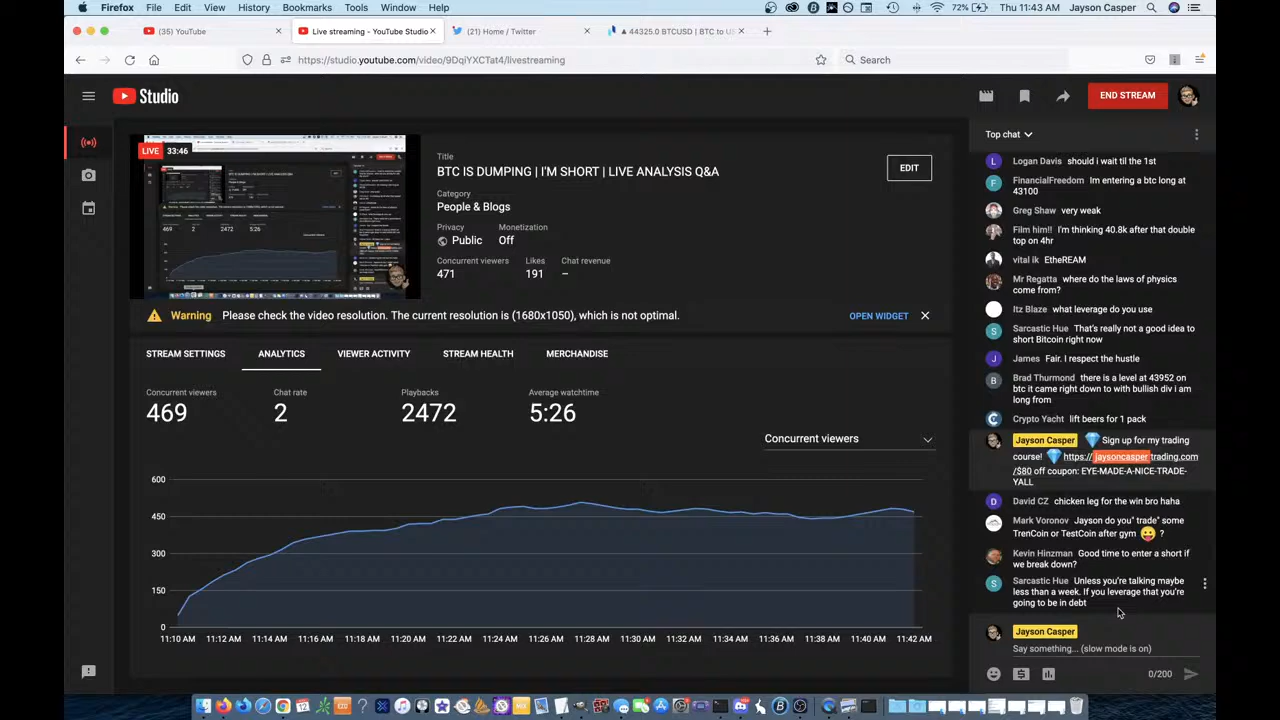 Firefox File Edit View History Bookmarks Tools Window Help
72% Thu 11:43 AM Jayson Casper
(35) YouTube
Live streaming - YouTube Studio
(21) Home / Twitter
▲ 44325.0 BTCUSD | BTC to US
https://studio.youtube.com/video/9DqiYXCTat4/livestreaming
Search
Studio
END STREAM
LIVE 33:46
Title
BTC IS DUMPING | I'M SHORT | LIVE ANALYSIS Q&A
EDIT
Category
People & Blogs
Privacy Monetization
Public Off
Concurrent viewers Likes Chat revenue
471 191 –
Warning Please check the video resolution. The current resolution is (1680x1050), which is not optimal.
OPEN WIDGET
STREAM SETTINGS ANALYTICS VIEWER ACTIVITY STREAM HEALTH MERCHANDISE
Concurrent viewers Chat rate Playbacks Average watchtime
469 2 2472 5:26
Concurrent viewers
600
450
300
150
0
11:10 AM 11:12 AM 11:14 AM 11:16 AM 11:18 AM 11:20 AM 11:22 AM 11:24 AM 11:26 AM 11:28 AM 11:30 AM 11:32 AM 11:34 AM 11:36 AM 11:38 AM 11:40 AM 11:42 AM
Top chat
Logan Davis should i wait til the 1st
FinancialFreedom Im entering a btc long at
43100
Greg Shaw very weak
Film him!! I'm thinking 40.8k after that double
top on 4hr
vital ik EtheREAM
Mr Regatta where do the laws of physics
come from?
Itz Blaze what leverage do you use
Sarcastic Hue That's really not a good idea to
short Bitcoin right now
James Fair. I respect the hustle
Brad Thurmond there is a level at 43952 on
btc it came right down to with bullish div i am
long from
Crypto Yacht lift beers for 1 pack
Jayson Casper 💎 Sign up for my trading
course! 💎 https://jaysoncaspertrading.com
/$80 off coupon: EYE-MADE-A-NICE-TRADE-
YALL
David CZ chicken leg for the win bro haha
Mark Voronov Jayson do you" trade" some
TrenCoin or TestCoin after gym 😛 ?
Kevin Hinzman Good time to enter a short if
we break down?
Sarcastic Hue Unless you're talking maybe
less than a week. If you leverage that you're
going to be in debt
Jayson Casper
Say something... (slow mode is on)
0/200